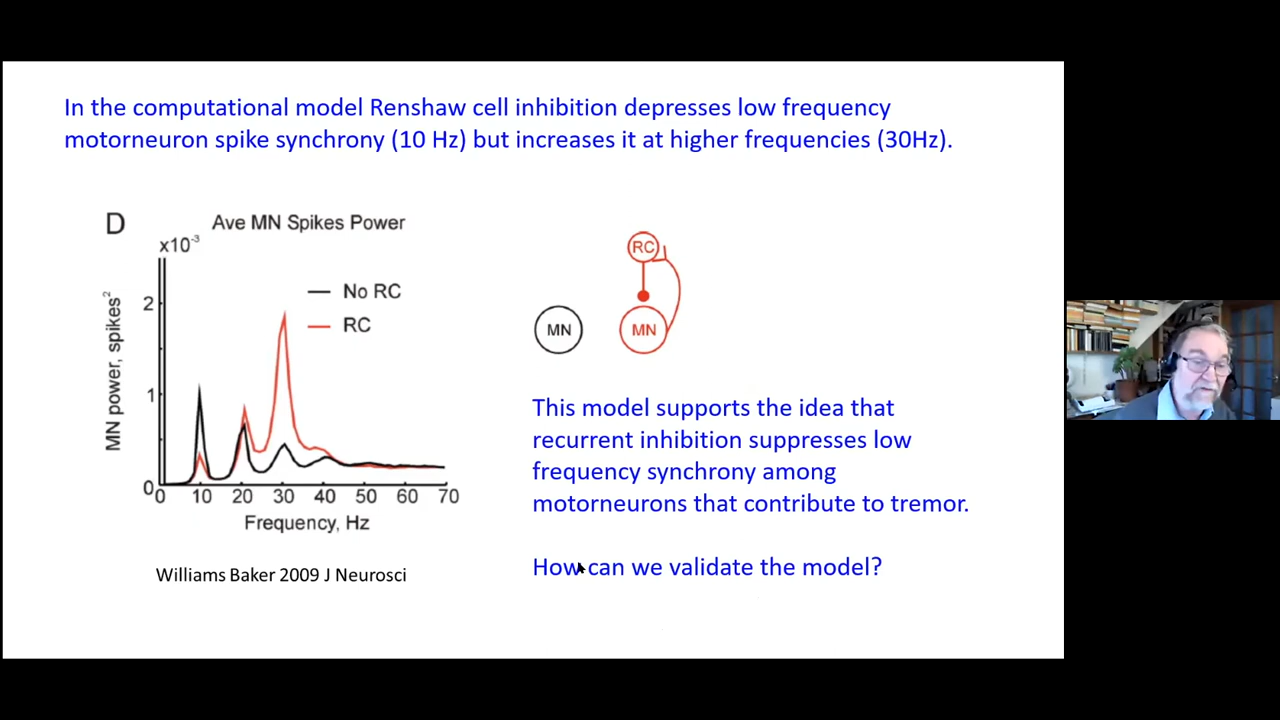 In the computational model Renshaw cell inhibition depresses low frequency
motorneuron spike synchrony (10 Hz) but increases it at higher frequencies (30Hz).
D
Ave MN Spikes Power
x10⁻³
MN power, spikes²
2
1
0
No RC
RC
0 10 20 30 40 50 60 70
Frequency, Hz
Williams Baker 2009 J Neurosci
RC
MN
MN
This model supports the idea that
recurrent inhibition suppresses low
frequency synchrony among
motorneurons that contribute to tremor.
How can we validate the model?